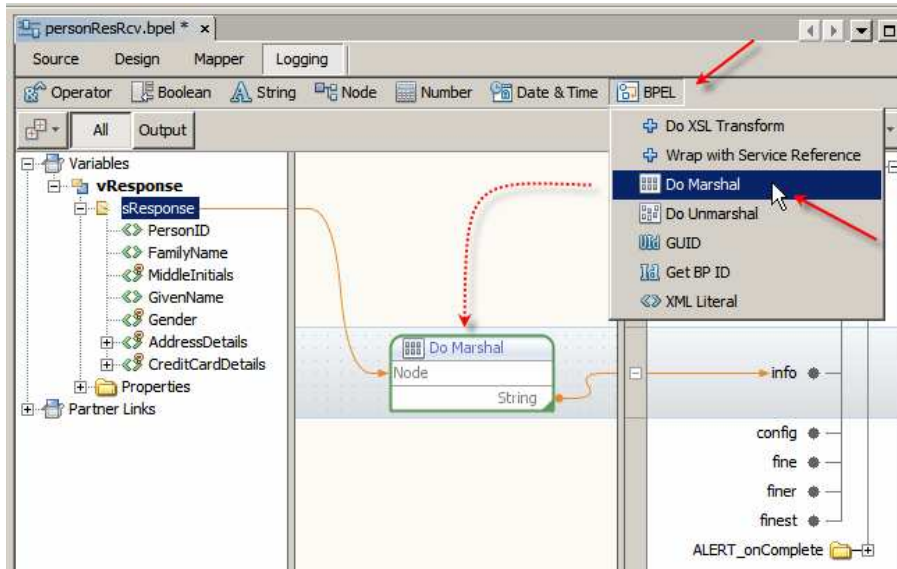 personResRcv.bpel * x
Source Design Mapper Logging
Operator Boolean String Node Number Date & Time BPEL
All Output
Do XSL Transform
Wrap with Service Reference
Do Marshal
Do Unmarshal
GUID
Get BP ID
XML Literal
Variables
vResponse
sResponse
PersonID
FamilyName
MiddleInitials
GivenName
Gender
AddressDetails
CreditCardDetails
Properties
Partner Links
Do Marshal
Node
String
info
config
fine
finer
finest
ALERT_onComplete